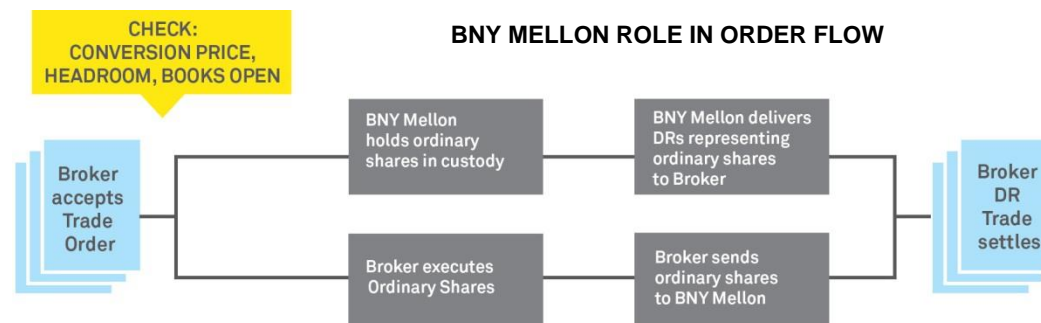 CHECK:
CONVERSION PRICE,
HEADROOM, BOOKS OPEN
BNY MELLON ROLE IN ORDER FLOW
Broker
accepts
Trade
Order
BNY Mellon
holds ordinary
shares in custody
BNY Mellon delivers
DRs representing
ordinary shares
to Broker
Broker executes
Ordinary Shares
Broker sends
ordinary shares
to BNY Mellon
Broker
DR
Trade
settles